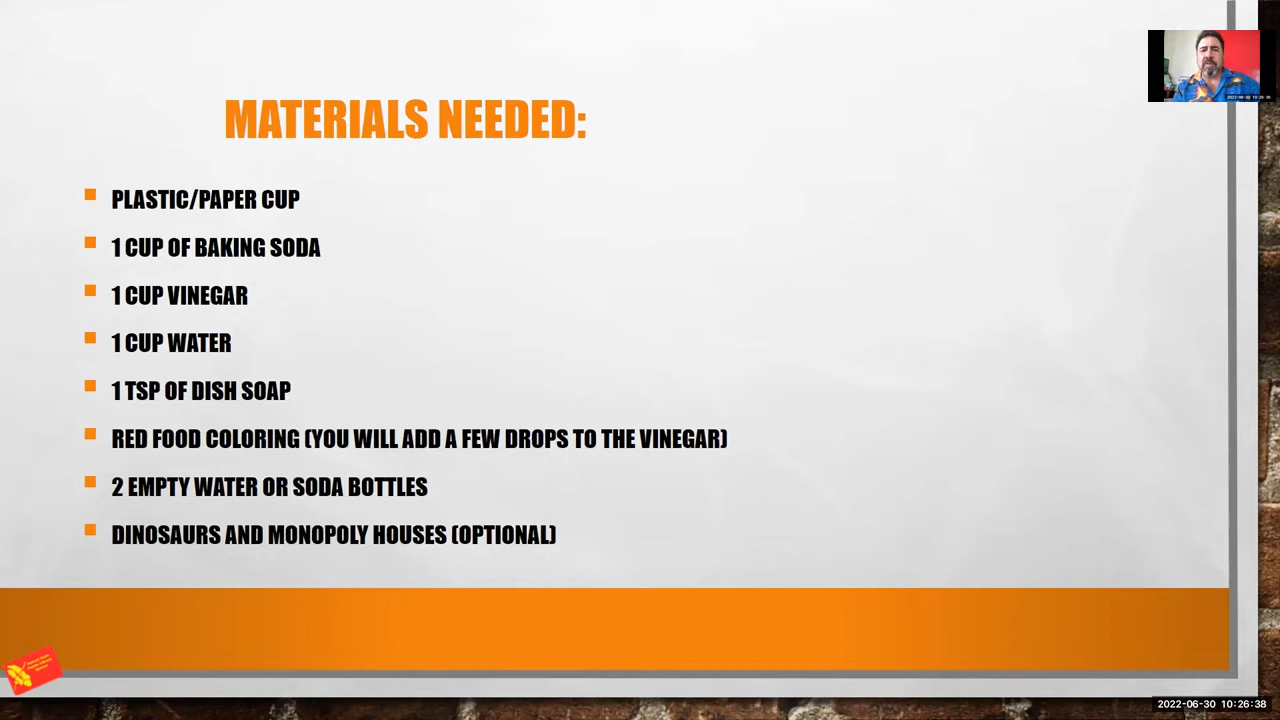 MATERIALS NEEDED:
PLASTIC/PAPER CUP
1 CUP OF BAKING SODA
1 CUP VINEGAR
1 CUP WATER
1 TSP OF DISH SOAP
RED FOOD COLORING (YOU WILL ADD A FEW DROPS TO THE VINEGAR)
2 EMPTY WATER OR SODA BOTTLES
DINOSAURS AND MONOPOLY HOUSES (OPTIONAL)
2022-06-30 10:26:38